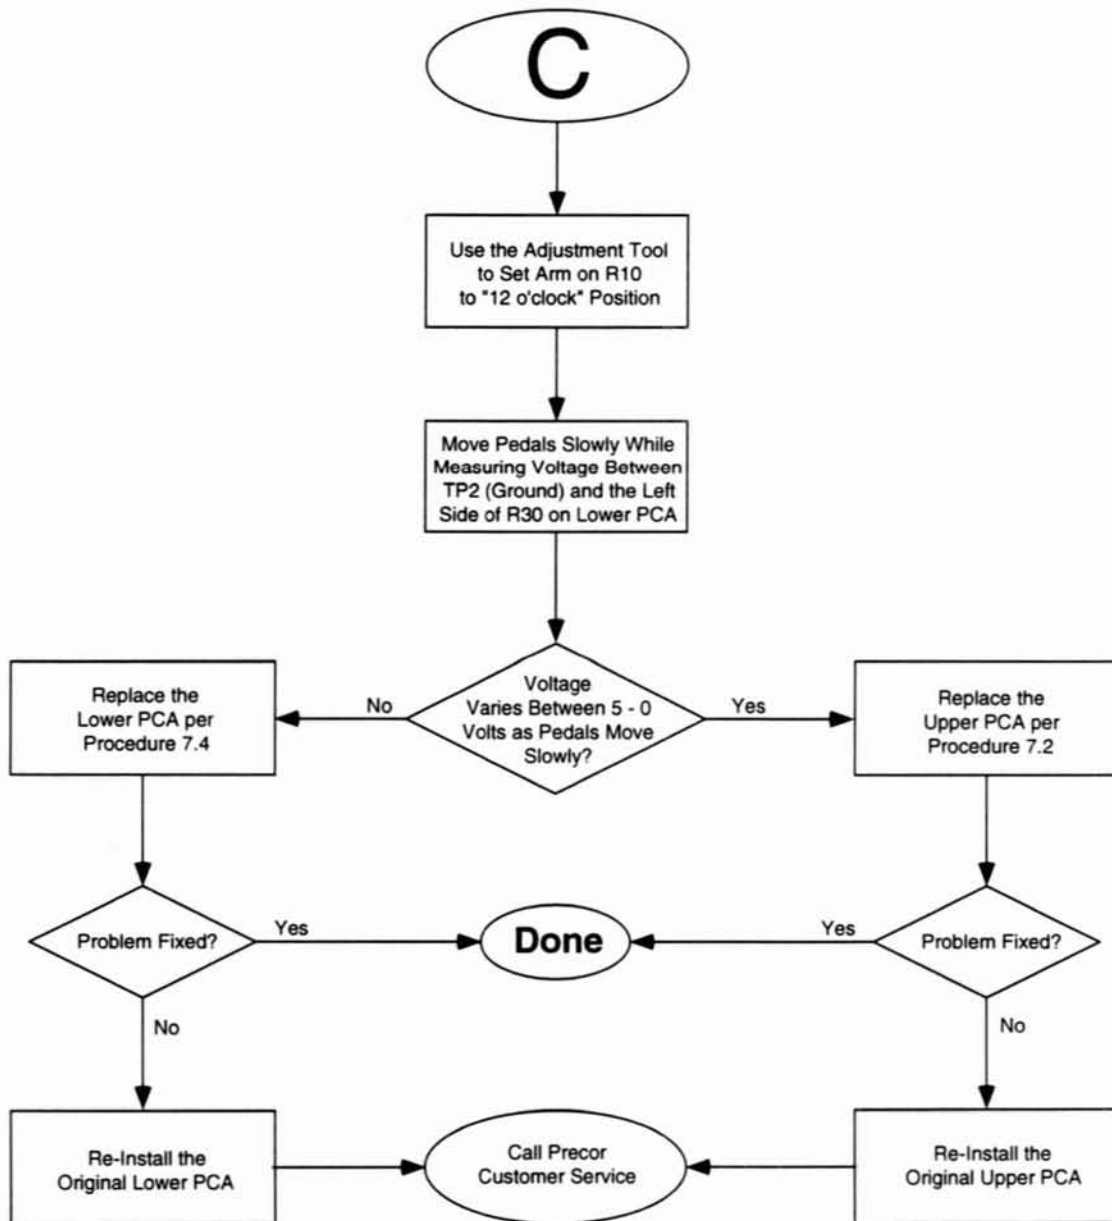 C
Use the Adjustment Tool
to Set Arm on R10
to "12 o'clock" Position
Move Pedals Slowly While
Measuring Voltage Between
TP2 (Ground) and the Left
Side of R30 on Lower PCA
Voltage
Varies Between 5 - 0
Volts as Pedals Move
Slowly?
No
Yes
Replace the
Lower PCA per
Procedure 7.4
Replace the
Upper PCA per
Procedure 7.2
Problem Fixed?
Yes
Done
Yes
Problem Fixed?
No
No
Re-Install the
Original Lower PCA
Call Precor
Customer Service
Re-Install the
Original Upper PCA